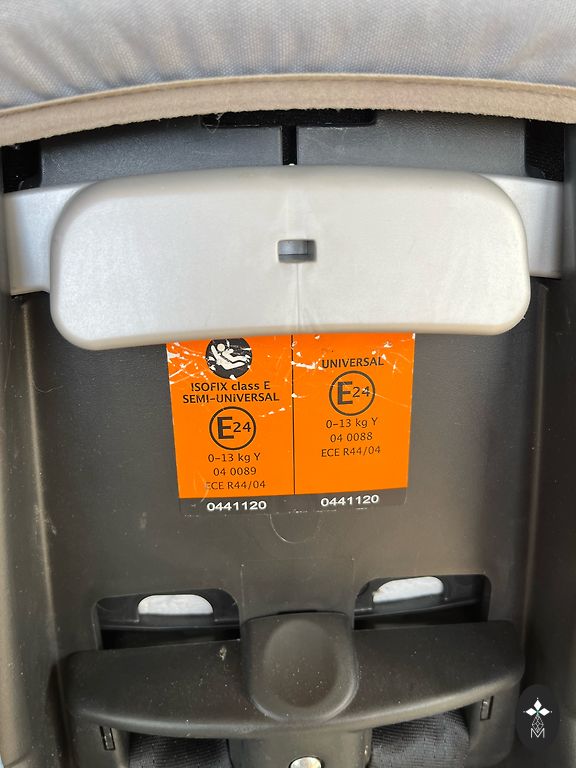 ISOFIX class E
SEMI-UNIVERSAL
E24
0-13 kg Y
04 0089
ECE R44/04
0441120
UNIVERSAL
E24
0-13 kg Y
04 0088
ECE R44/04
0441120
M